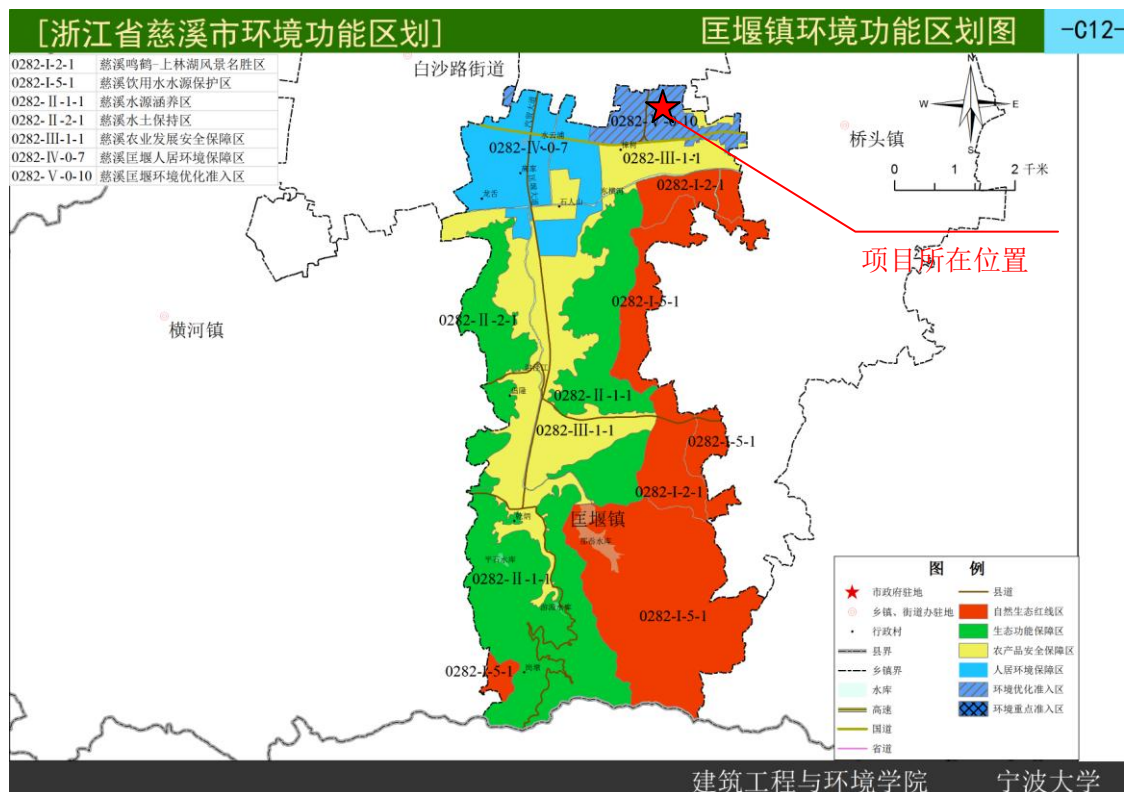 [浙江省慈溪市环境功能区划]
匡堰镇环境功能区划图
-C12-
0282-I-2-1 慈溪鸣鹤-上林湖风景名胜区
0282-I-5-1 慈溪饮用水水源保护区
0282-Ⅱ-1-1 慈溪水源涵养区
0282-Ⅱ-2-1 慈溪水土保持区
0282-III-1-1 慈溪农业发展安全保障区
0282-Ⅳ-0-7 慈溪匡堰人居环境保障区
0282-Ⅴ-0-10 慈溪匡堰环境优化准入区
白沙路街道
N
W
E
S
0
1
2 千米
桥头镇
0282-Ⅴ-0-10
水云浦
0282-Ⅳ-0-7
0282-III-1-1
0282-I-2-1
龙舌
石人山
项目所在位置
0282-I-5-1
横河镇
0282-Ⅱ-2-1
0282-Ⅱ-1-1
0282-III-1-1
0282-I-5-1
0282-I-2-1
匡堰镇
0282-Ⅱ-1-1
0282-I-5-1
0282-I-5-1
图 例
市政府驻地
乡镇、街道办驻地
行政村
县界
乡镇界
水库
高速
国道
省道
县道
自然生态红线区
生态功能保障区
农产品安全保障区
人居环境保障区
环境优化准入区
环境重点准入区
建筑工程与环境学院 宁波大学